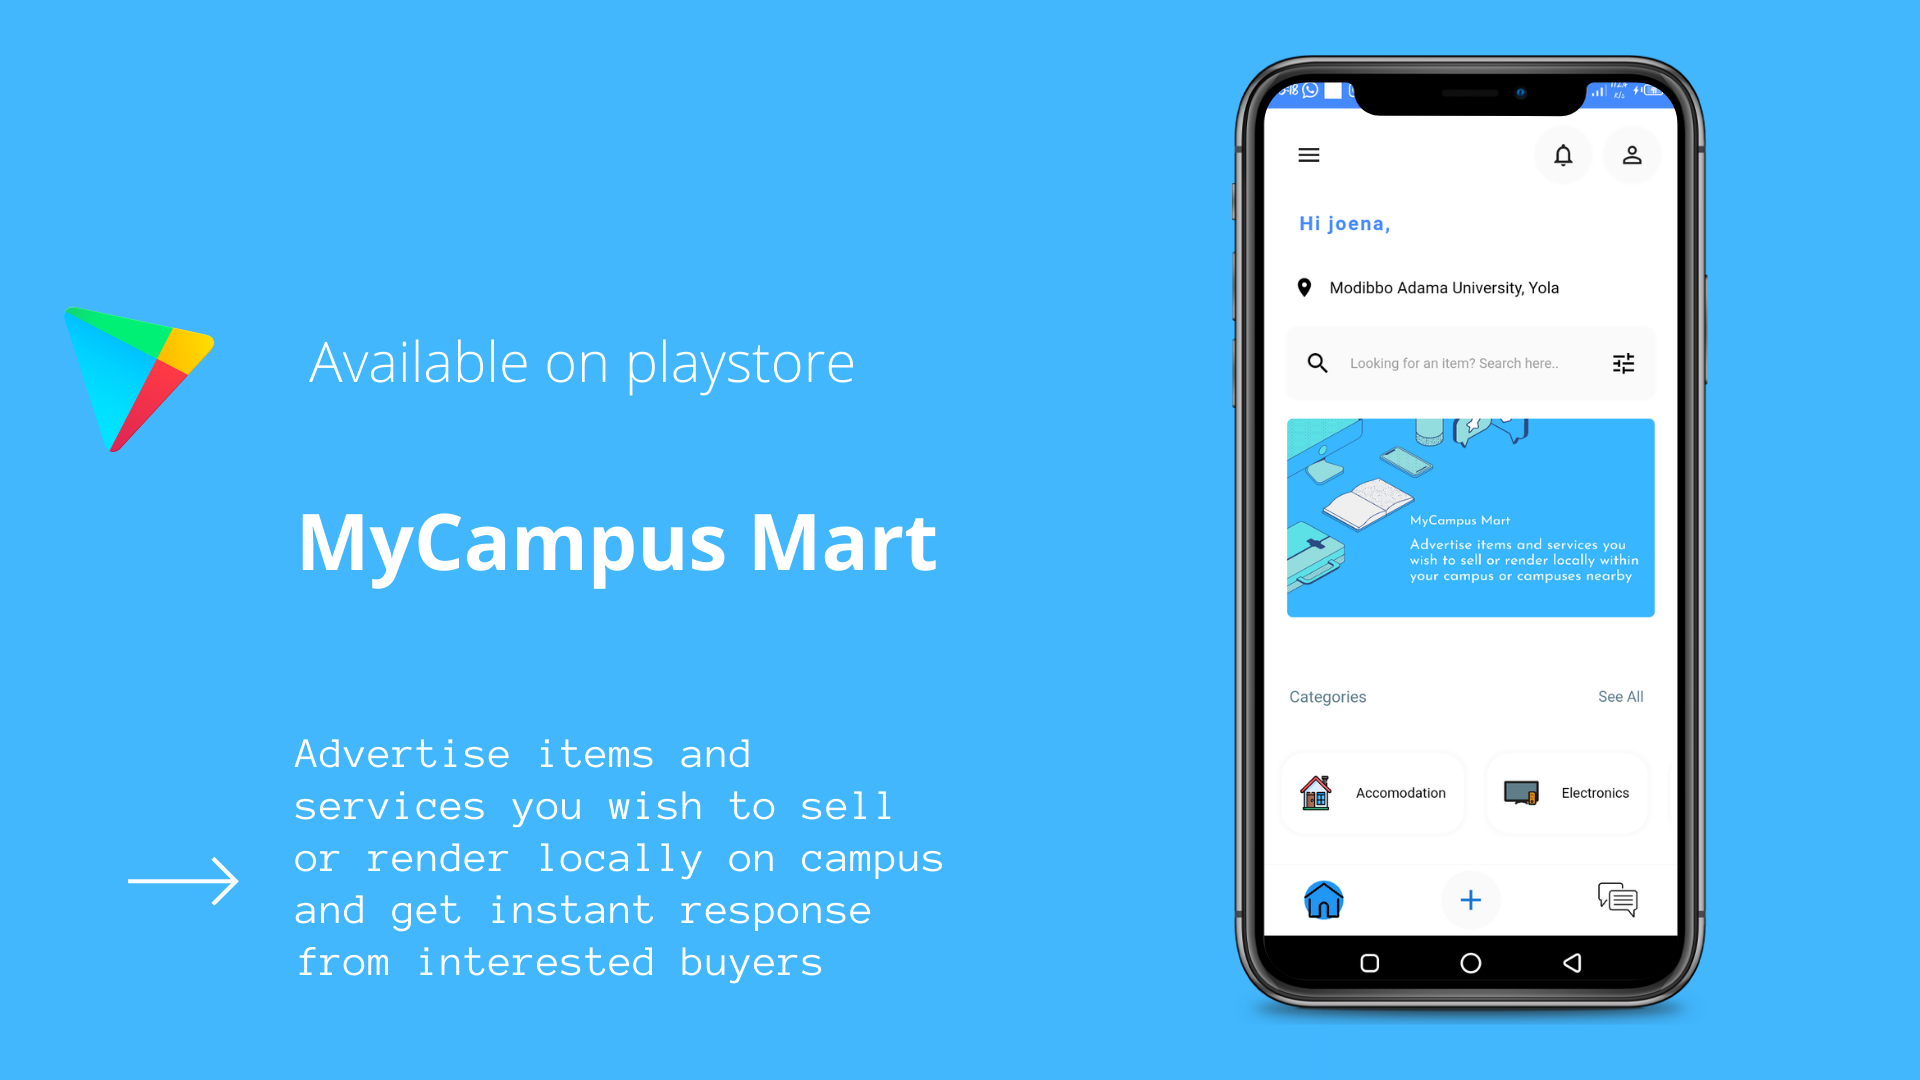 Available on playstore
MyCampus Mart
Advertise items and
services you wish to sell
or render locally on campus
and get instant response
from interested buyers
Hi joena,
Modibbo Adama University, Yola
Looking for an item? Search here..
MyCampus Mart
Advertise items and services you
wish to sell or render locally within
your campus or campuses nearby
Categories
See All
Accomodation
Electronics